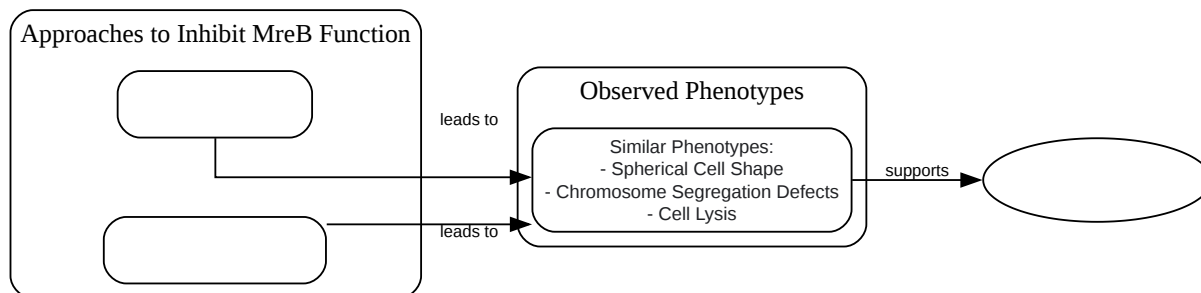 Approaches to Inhibit MreB Function
leads to
Observed Phenotypes
Similar Phenotypes:
- Spherical Cell Shape
- Chromosome Segregation Defects
- Cell Lysis
supports
leads to